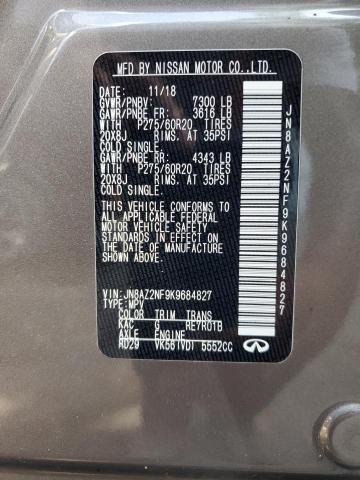 MFD BY NISSAN MOTOR CO.,LTD.
DATE: 11/18
GVWR/PNBV: 7300 LB
GAWR/PNBE FR: 3616 LB
WITH P275/60R20 TIRES
20X8J RIMS. AT 35PSI
COLD SINGLE.
GAWR/PNBE RR: 4343 LB
WITH P275/60R20 TIRES
20X8J RIMS. AT 35PSI
COLD SINGLE.
THIS VEHICLE CONFORMS TO
ALL APPLICABLE FEDERAL
MOTOR VEHICLE SAFETY
STANDARDS IN EFFECT ON
THE DATE OF MANUFACTURE
SHOWN ABOVE.
VIN: JN8AZ2NF9K9684827
TYPE: MPV
COLOR TRIM TRANS
KAC G RE7R01B
AXLE ENGINE
RD29 VK56(VD) 5552CC
JN8AZ2NF9K9684827